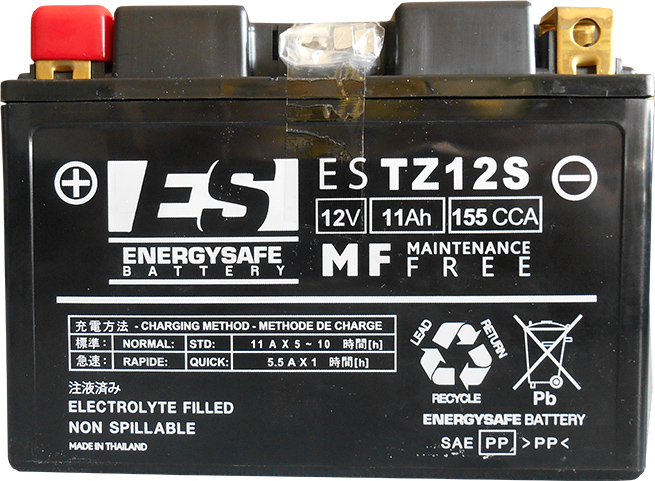 ES
ENERGYSAFE
BATTERY
ES TZ12S
12V 11Ah 155 CCA
MF MAINTENANCE FREE
充電方法 - CHARGING METHOD - METHODE DE CHARGE
標準: NORMAL: STD: 11 A X 5 ~ 10 時間[h]
急速: RAPIDE: QUICK: 5.5 A X 1 時間[h]
注液済み
ELECTROLYTE FILLED
NON SPILLABLE
MADE IN THAILAND
LEAD RETURN
RECYCLE
Pb
ENERGYSAFE BATTERY
SAE PP >PP<